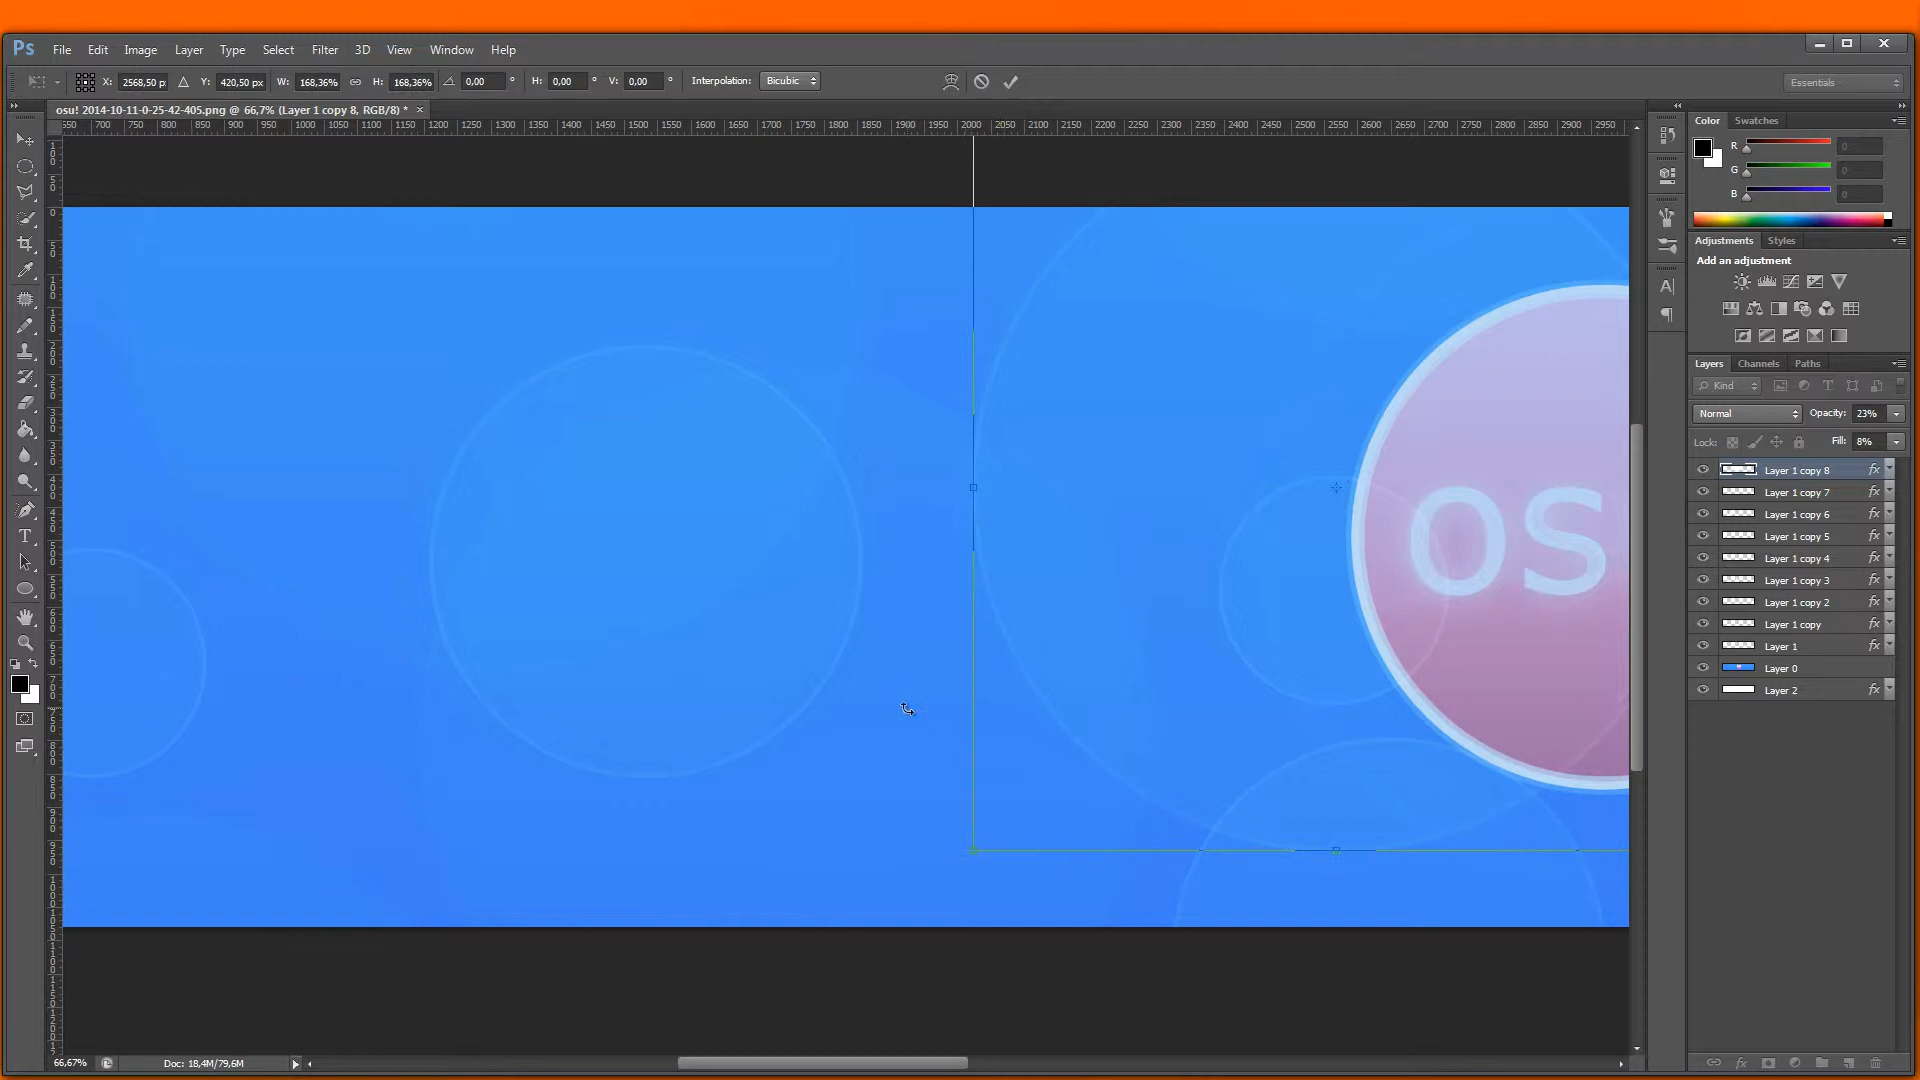 Ps File Edit Image Layer Type Select Filter 3D View Window Help
X: 2568,50 px Y: 420,50 px W: 168,36% H: 168,36% 0,00 ° H: 0,00 ° V: 0,00 ° Interpolation: Bicubic Essentials
osu! 2014-10-11-0-25-42-405.png @ 66,7% (Layer 1 copy 8, RGB/8) * ×
650 700 750 800 850 900 950 1000 1050 1100 1150 1200 1250 1300 1350 1400 1450 1500 1550 1600 1650 1700 1750 1800 1850 1900 1950 2000 2050 2100 2150 2200 2250 2300 2350 2400 2450 2500 2550 2600 2650 2700 2750 2800 2850 2900 2950
Color Swatches
R 0
G 0
B 0
Adjustments Styles
Add an adjustment
Layers Channels Paths
Kind
Normal Opacity: 23%
Lock: Fill: 8%
Layer 1 copy 8 fx
Layer 1 copy 7 fx
Layer 1 copy 6 fx
Layer 1 copy 5 fx
Layer 1 copy 4 fx
Layer 1 copy 3 fx
Layer 1 copy 2 fx
Layer 1 copy fx
Layer 1 fx
Layer 0
Layer 2 fx
os
66,67% Doc: 18,4M/79,6M